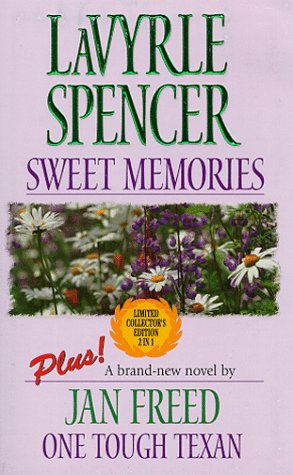 LAVYRLE
SPENCER
SWEET MEMORIES
LIMITED
COLLECTOR'S
EDITION
2 IN 1
Plus!
A brand-new novel by
JAN FREED
ONE TOUGH TEXAN